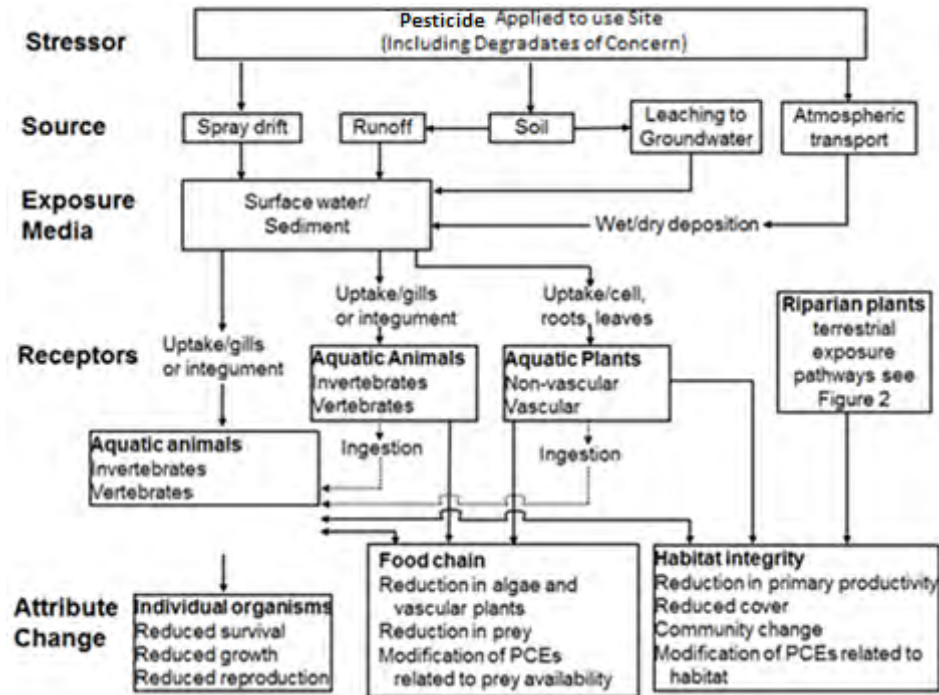 Stressor
Pesticide Applied to use Site
(Including Degradates of Concern)
Source
Spray drift
Runoff
Soil
Leaching to
Groundwater
Atmospheric
transport
Exposure
Media
Surface water/
Sediment
Wet/dry deposition
Receptors
Uptake/gills
or integument
Uptake/gills
or integument
Uptake/cell,
roots, leaves
Riparian plants
terrestrial
exposure
pathways see
Figure 2
Aquatic Animals
Invertebrates
Vertebrates
Aquatic Plants
Non-vascular
Vascular
Ingestion
Ingestion
Aquatic animals
Invertebrates
Vertebrates
Attribute
Change
Individual organisms
Reduced survival
Reduced growth
Reduced reproduction
Food chain
Reduction in algae and
vascular plants
Reduction in prey
Modification of PCEs
related to prey availability
Habitat integrity
Reduction in primary productivity
Reduced cover
Community change
Modification of PCEs related to
habitat